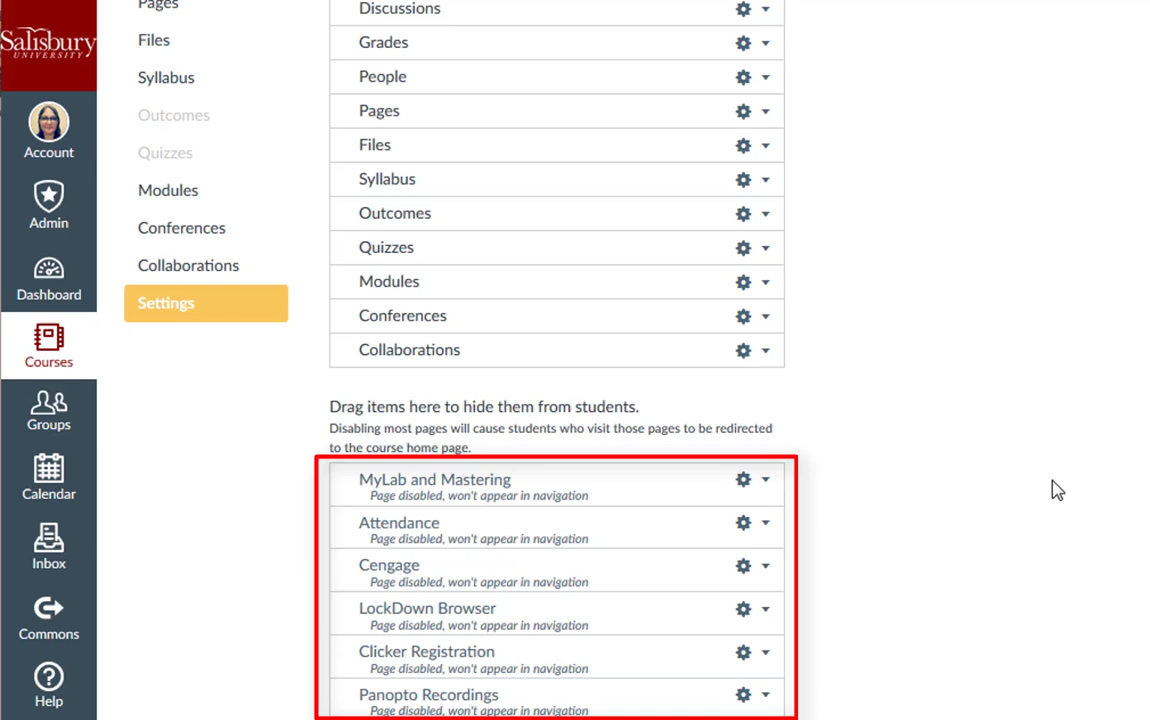 Salisbury
UNIVERSITY
Account
Admin
Dashboard
Courses
Groups
Calendar
Inbox
Commons
Help
Pages
Files
Syllabus
Outcomes
Quizzes
Modules
Conferences
Collaborations
Settings
Discussions
Grades
People
Pages
Files
Syllabus
Outcomes
Quizzes
Modules
Conferences
Collaborations
Drag items here to hide them from students.
Disabling most pages will cause students who visit those pages to be redirected
to the course home page.
MyLab and Mastering
Page disabled, won't appear in navigation
Attendance
Page disabled, won't appear in navigation
Cengage
Page disabled, won't appear in navigation
LockDown Browser
Page disabled, won't appear in navigation
Clicker Registration
Page disabled, won't appear in navigation
Panopto Recordings
Page disabled, won't appear in navigation